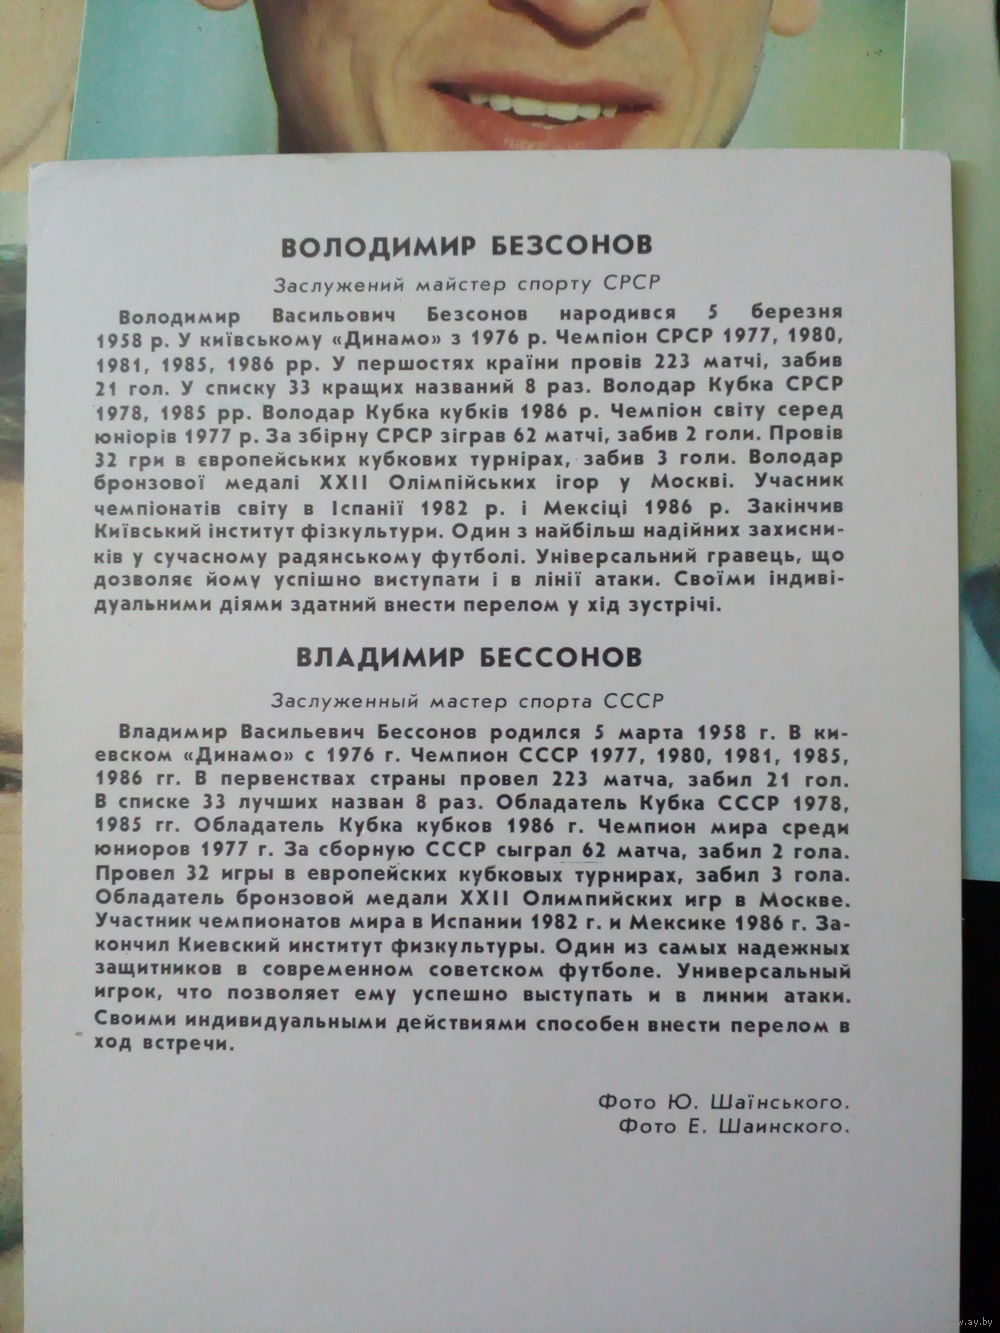 ВОЛОДИМИР БЕЗСОНОВ
Заслужений майстер спорту СРСР
Володимир Васильович Безсонов народився 5 березня
1958 р. У київському «Динамо» з 1976 р. Чемпіон СРСР 1977, 1980,
1981, 1985, 1986 рр. У першостях країни провів 223 матчі, забив
21 гол. У списку 33 кращих названий 8 раз. Володар Кубка СРСР
1978, 1985 рр. Володар Кубка кубків 1986 р. Чемпіон світу серед
юніорів 1977 р. За збірну СРСР зіграв 62 матчі, забив 2 голи. Провів
32 гри в європейських кубкових турнірах, забив 3 голи. Володар
бронзової медалі XXII Олімпійських ігор у Москві. Учасник
чемпіонатів світу в Іспанії 1982 р. і Мексіці 1986 р. Закінчив
Київський інститут фізкультури. Один з найбільш надійних захисни-
ків у сучасному радянському футболі. Універсальний гравець, що
дозволяє йому успішно виступати і в лінії атаки. Своїми індиві-
дуальними діями здатний внести перелом у хід зустрічі.
ВЛАДИМИР БЕССОНОВ
Заслуженный мастер спорта СССР
Владимир Васильевич Бессонов родился 5 марта 1958 г. В ки-
евском «Динамо» с 1976 г. Чемпион СССР 1977, 1980, 1981, 1985,
1986 гг. В первенствах страны провел 223 матча, забил 21 гол.
В списке 33 лучших назван 8 раз. Обладатель Кубка СССР 1978,
1985 гг. Обладатель Кубка кубков 1986 г. Чемпион мира среди
юниоров 1977 г. За сборную СССР сыграл 62 матча, забил 2 гола.
Провел 32 игры в европейских кубковых турнирах, забил 3 гола.
Обладатель бронзовой медали XXII Олимпийских игр в Москве.
Участник чемпионатов мира в Испании 1982 г. и Мексике 1986 г. За-
кончил Киевский институт физкультуры. Один из самых надежных
защитников в современном советском футболе. Универсальный
игрок, что позволяет ему успешно выступать и в линии атаки.
Своими индивидуальными действиями способен внести перелом в
ход встречи.
Фото Ю. Шаїнського.
Фото Е. Шаинского.